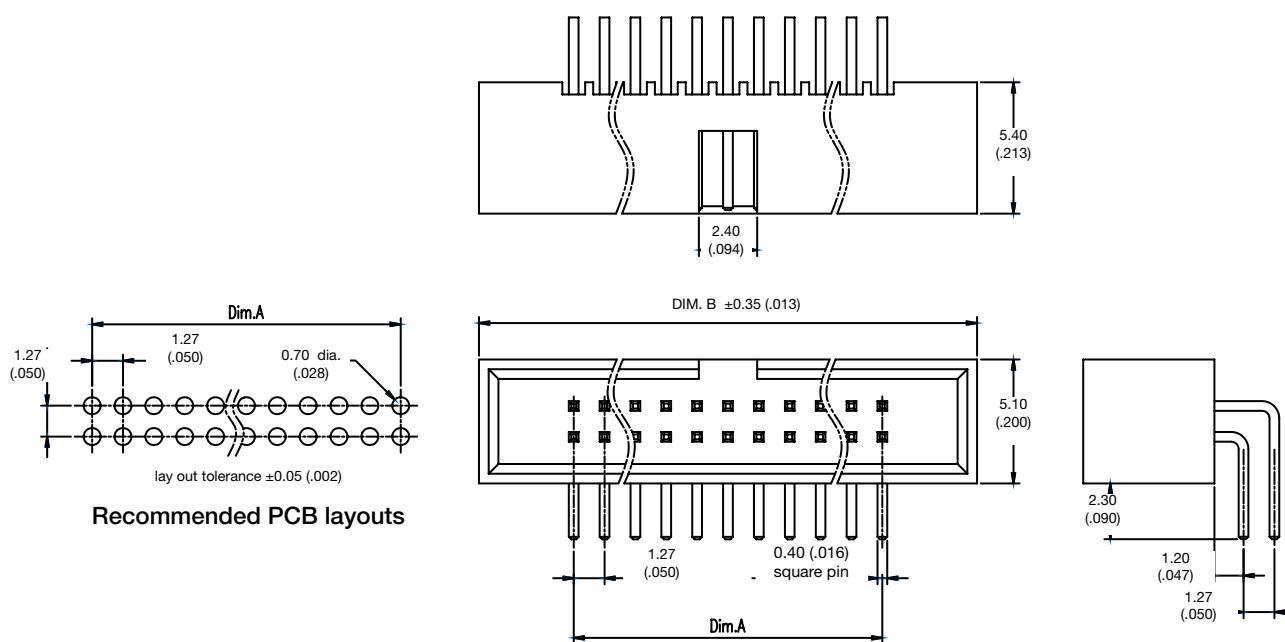 5.40
(.213)
2.40
(.094)
Dim.A
1.27
(.050)
1.27
(.050)
0.70 dia.
(.028)
lay out tolerance ±0.05 (.002)
Recommended PCB layouts
DIM. B ±0.35 (.013)
5.10
(.200)
1.27
(.050)
0.40 (.016)
square pin
Dim.A
2.30
(.090)
1.20
(.047)
1.27
(.050)